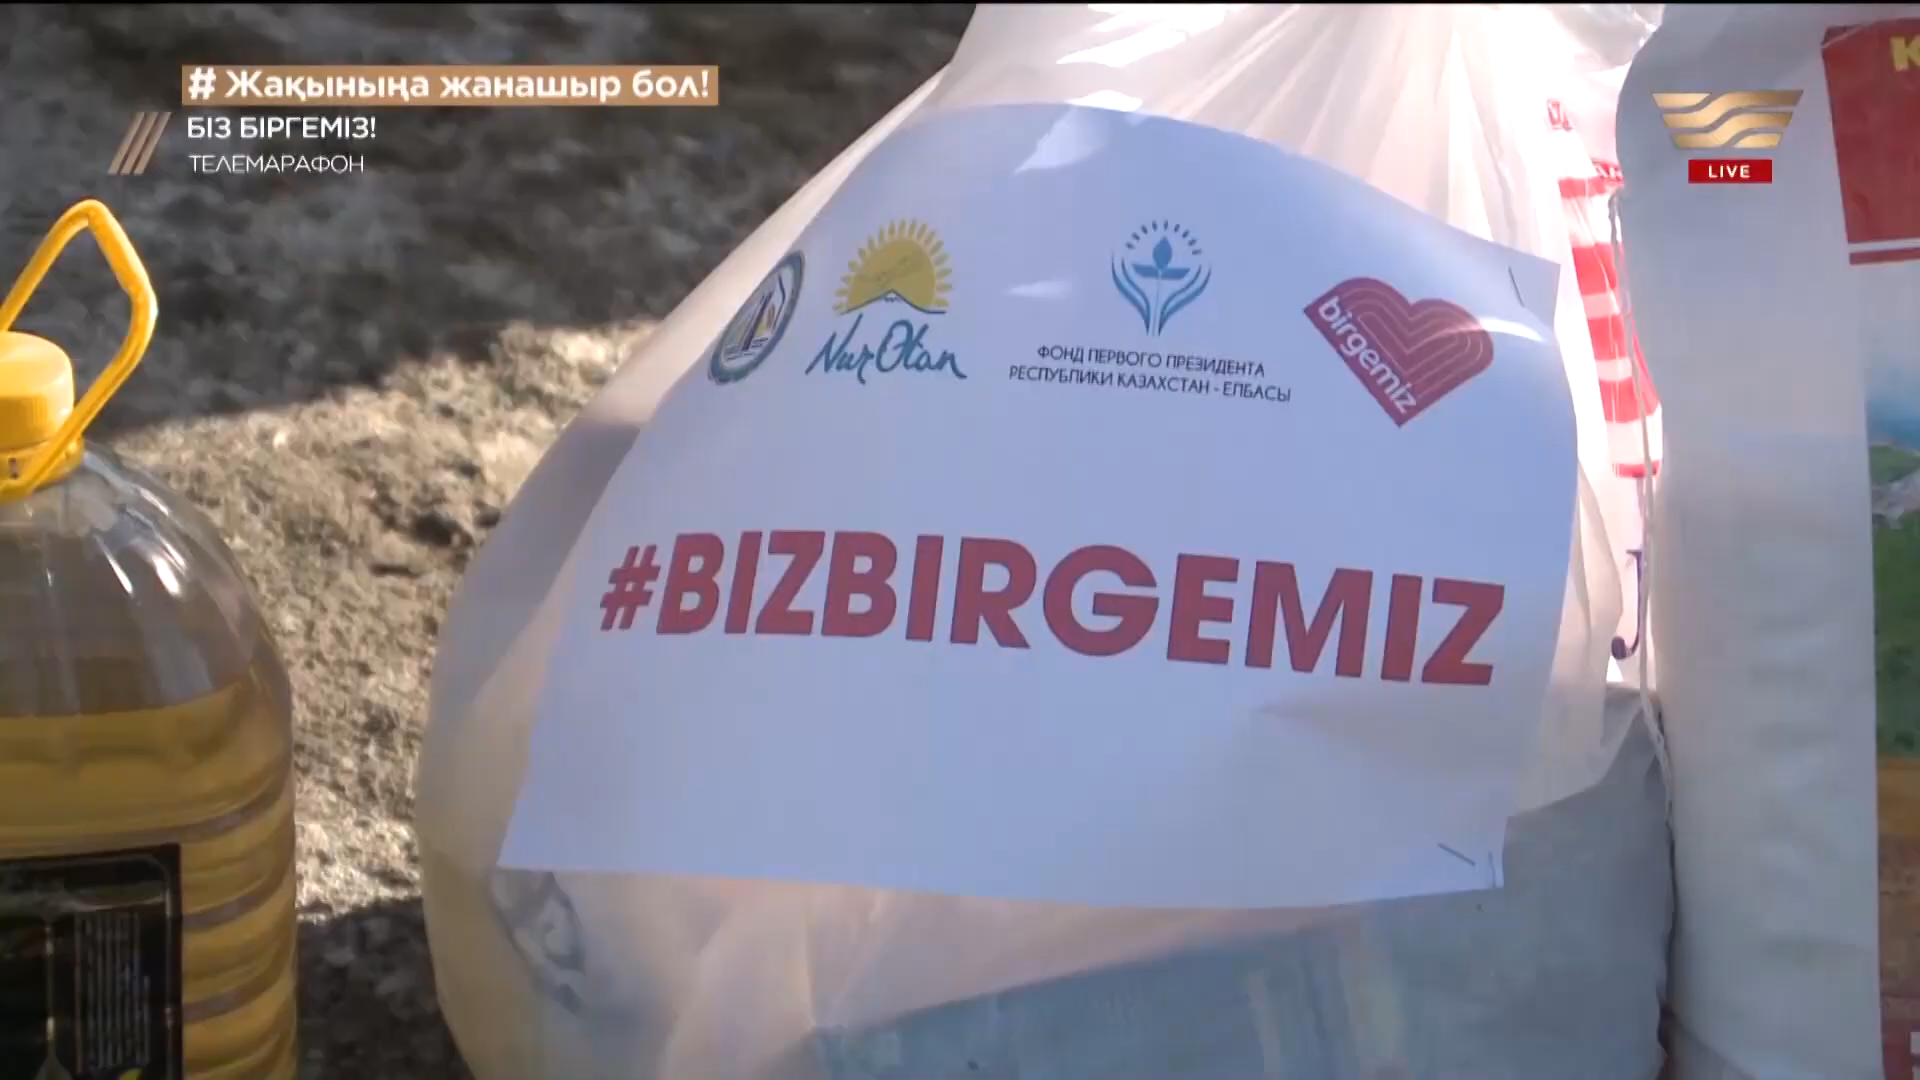 # Жақыныңа жанашыр бол!
БІЗ БІРГЕМІЗ!
ТЕЛЕМАРАФОН
LIVE
Nur Otan
ФОНД ПЕРВОГО ПРЕЗИДЕНТА
РЕСПУБЛИКИ КАЗАХСТАН - ЕЛБАСЫ
birgemiz
#BIZBIRGEMIZ